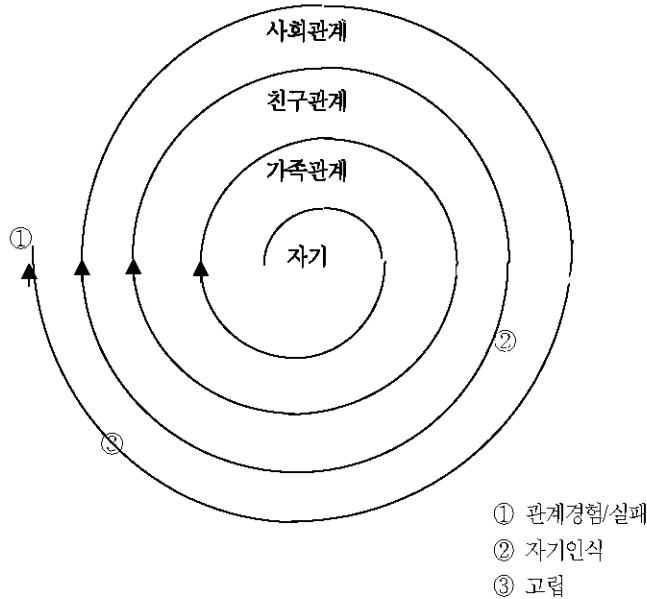 사회관계
친구관계
가족관계
①
자기
②
③
① 관계경험/실패
② 자기인식
③ 고립